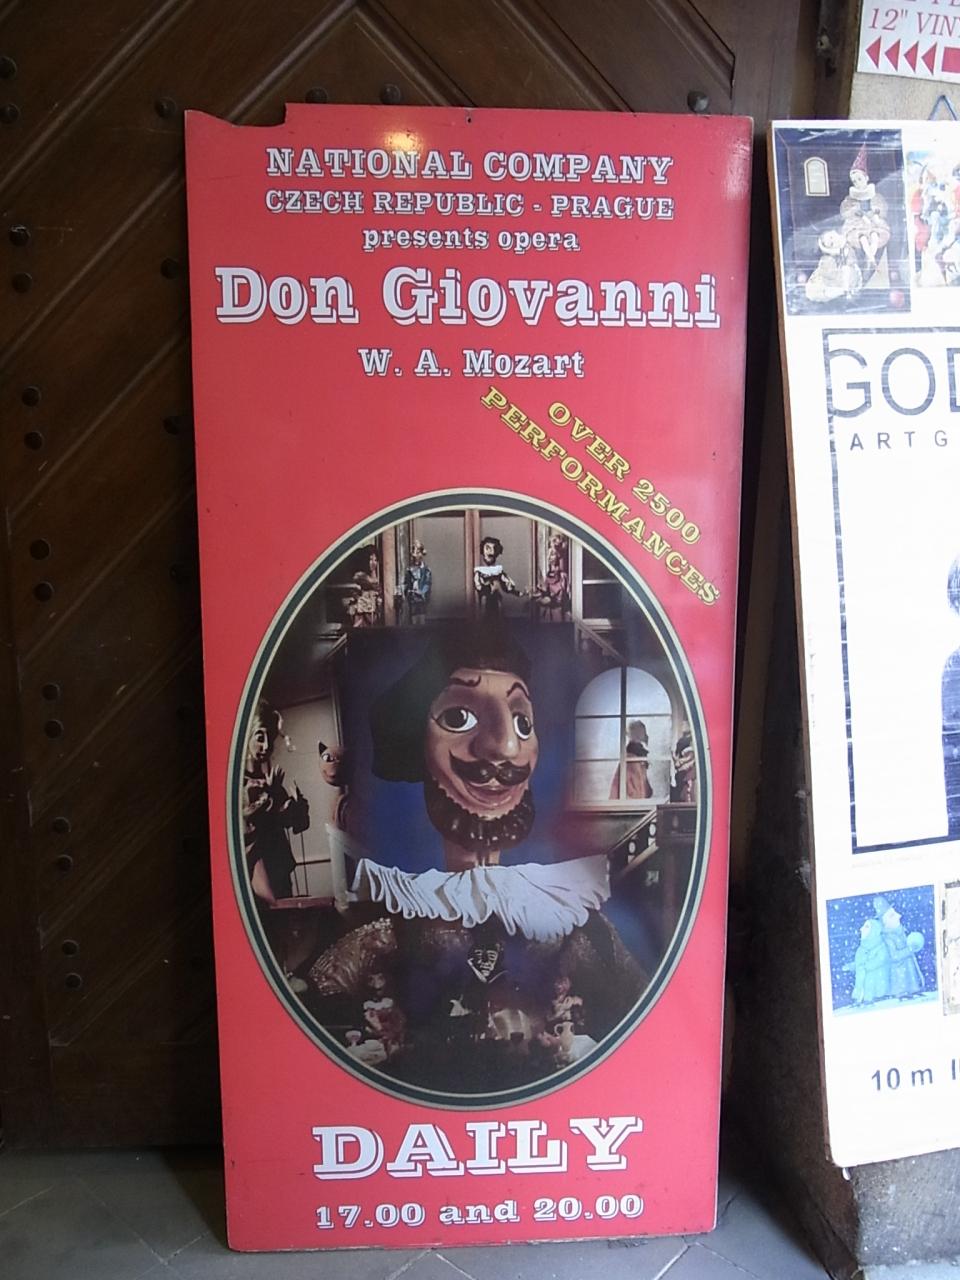 NATIONAL COMPANY
CZECH REPUBLIC - PRAGUE
presents opera
Don Giovanni
W. A. Mozart
OVER 2500
PERFORMANCES
DAILY
17.00 and 20.00
12"
GOD
ART G
10 m